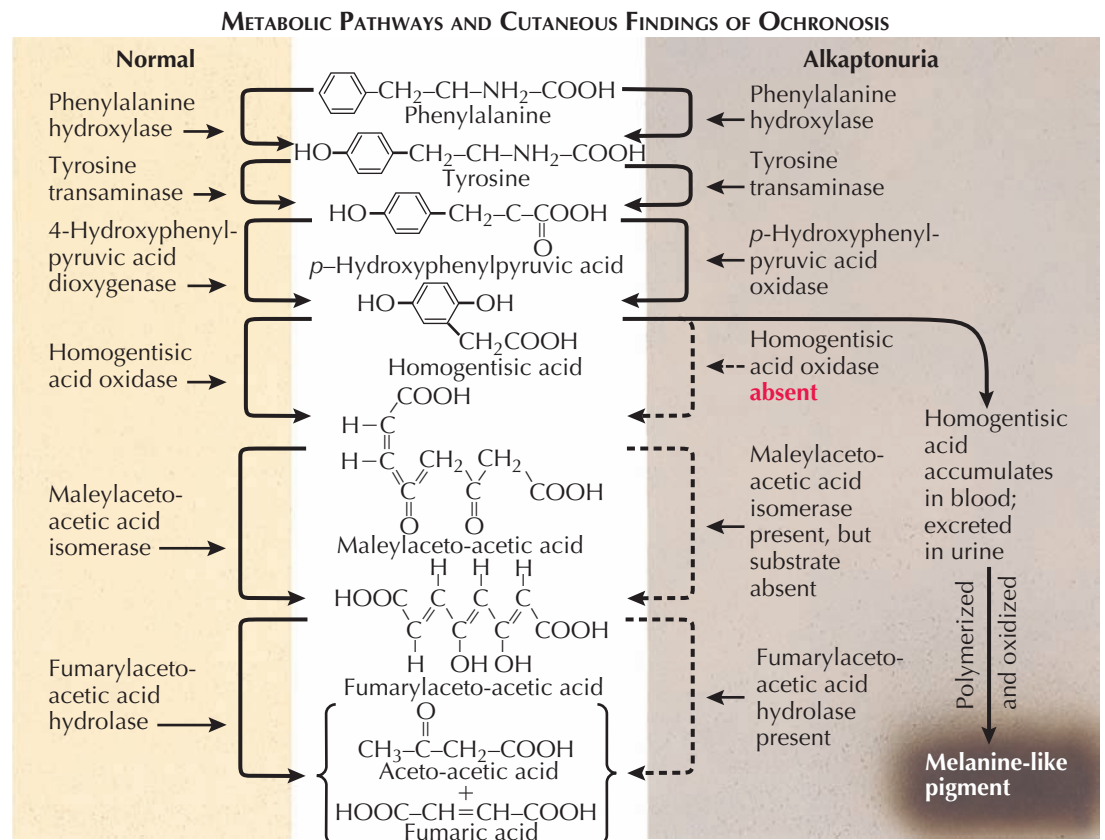 METABOLIC PATHWAYS AND CUTANEOUS FINDINGS OF OCHRONOSIS
Normal
Phenylalanine
hydroxylase
Tyrosine
transaminase
4-Hydroxyphenyl-
pyruvic acid
dioxygenase
Homogentisic
acid oxidase
Maleylaceto-
acetic acid
isomerase
Fumarylaceto-
acetic acid
hydrolase
CH₂–CH–NH₂–COOH
Phenylalanine
HO CH₂–CH–NH₂–COOH
Tyrosine
HO CH₂–C–COOH
O
p–Hydroxyphenylpyruvic acid
HO OH
CH₂COOH
Homogentisic acid
COOH
H–C
H–C CH₂ CH₂
C C COOH
O O
Maleylaceto-acetic acid
H H H
HOOC C C C
C C C COOH
H OH OH
Fumarylaceto-acetic acid
O
CH₃–C–CH₂–COOH
Aceto-acetic acid
+
HOOC–CH=CH–COOH
Fumaric acid
Alkaptonuria
Phenylalanine
hydroxylase
Tyrosine
transaminase
p-Hydroxyphenyl-
pyruvic acid
oxidase
Homogentisic
acid oxidase
absent
Maleylaceto-
acetic acid
isomerase
present, but
substrate
absent
Fumarylaceto-
acetic acid
hydrolase
present
Homogentisic
acid
accumulates
in blood;
excreted
in urine
Polymerized
and oxidized
Melanine-like
pigment